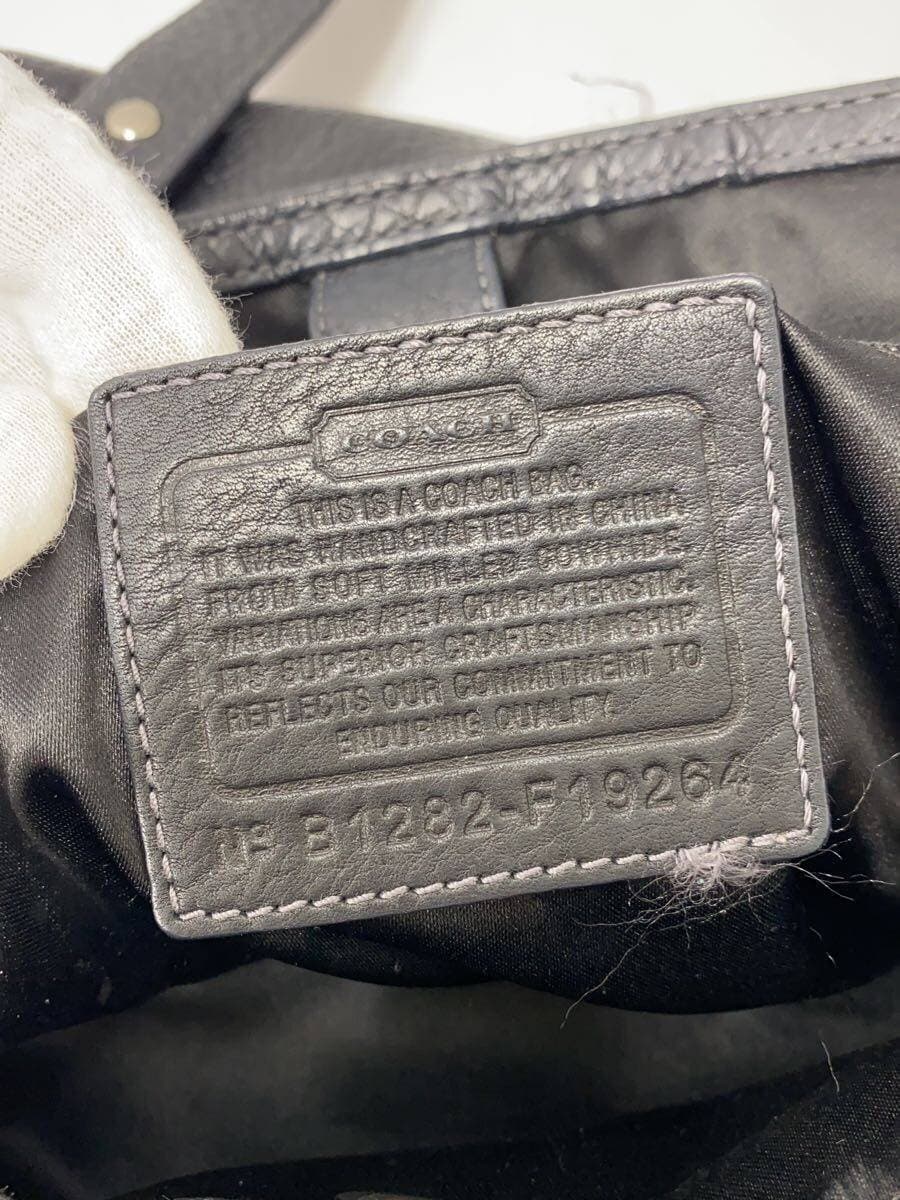 COACH
THIS IS A COACH BAG.
IT WAS HANDCRAFTED IN CHINA
FROM SOFT MILLED COWHIDE.
VARIATIONS ARE A CHARACTERISTIC.
ITS SUPERIOR CRAFTSMANSHIP
REFLECTS OUR COMMITMENT TO
ENDURING QUALITY.
Nº B1282-F19264